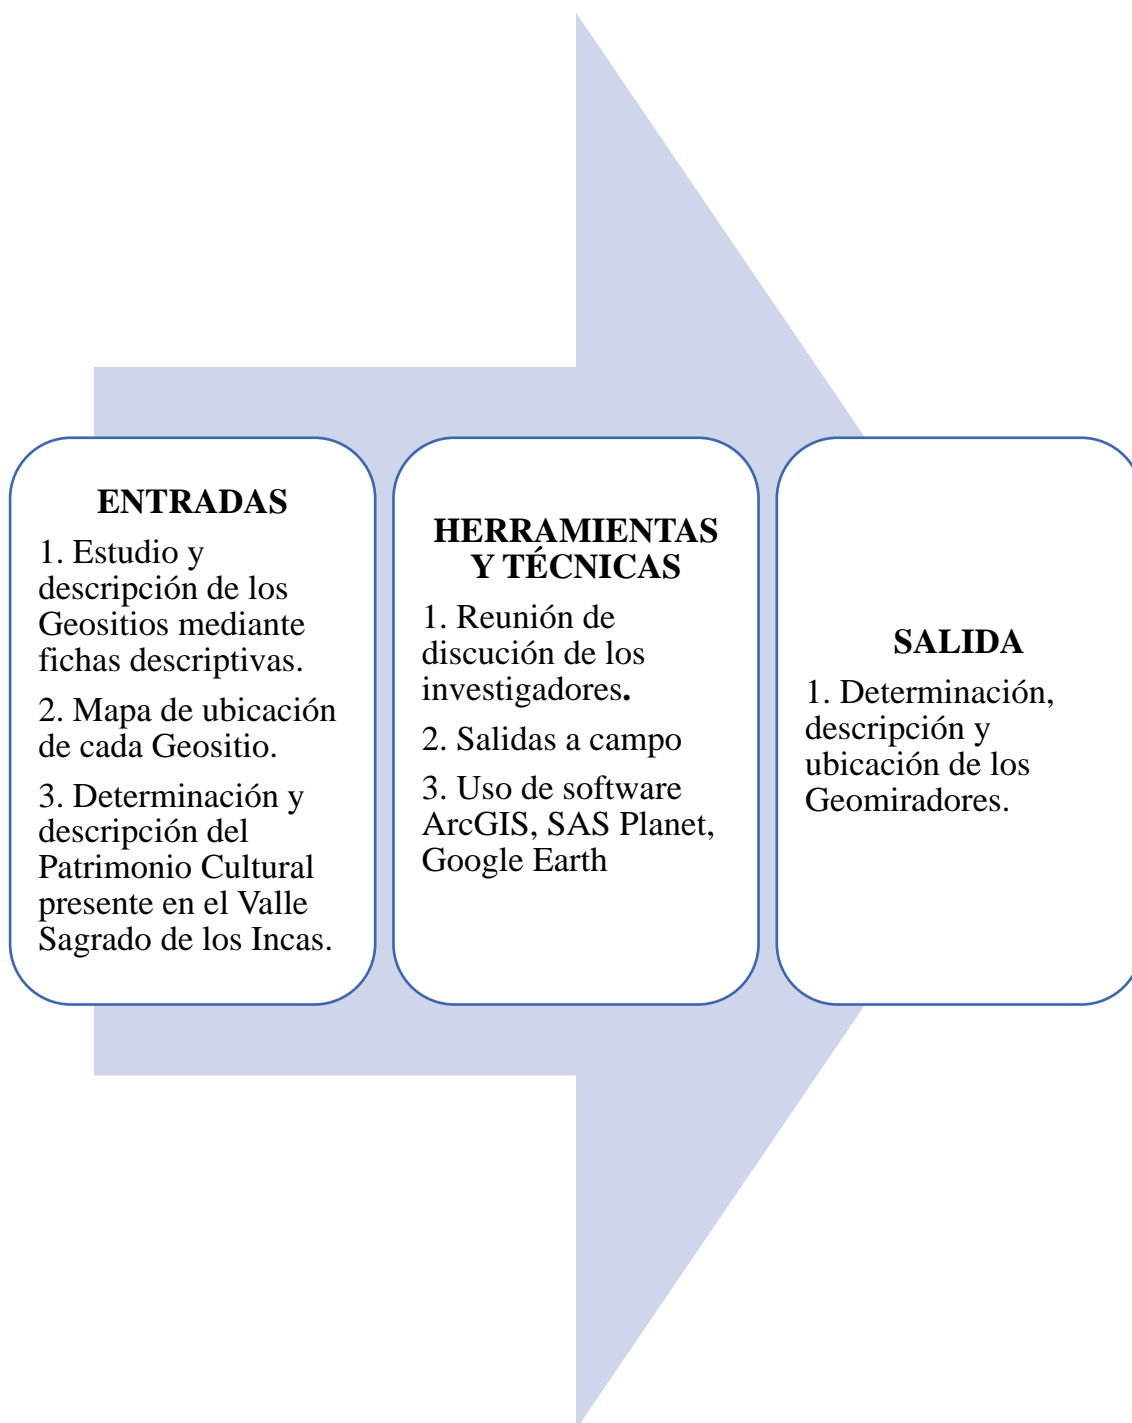 ENTRADAS
1. Estudio y
descripción de los
Geositios mediante
fichas descriptivas.
2. Mapa de ubicación
de cada Geositio.
3. Determinación y
descripción del
Patrimonio Cultural
presente en el Valle
Sagrado de los Incas.
HERRAMIENTAS
Y TÉCNICAS
1. Reunión de
discución de los
investigadores.
2. Salidas a campo
3. Uso de software
ArcGIS, SAS Planet,
Google Earth
SALIDA
1. Determinación,
descripción y
ubicación de los
Geomiradores.